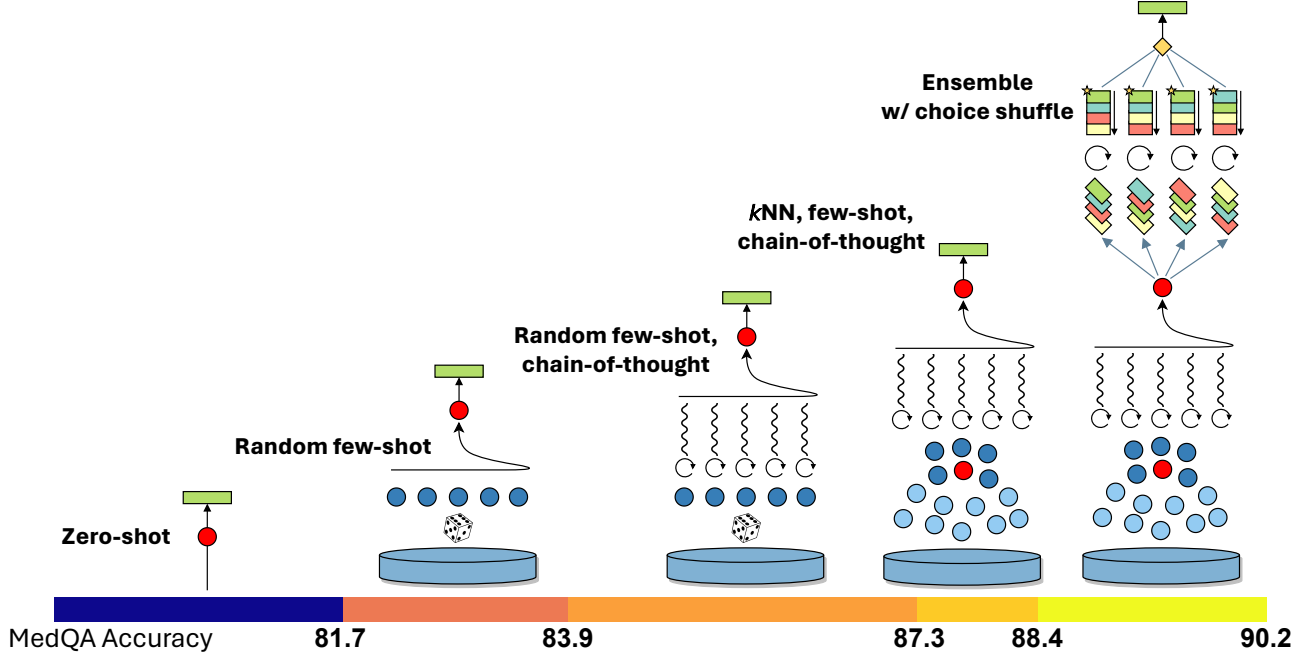 Ensemble
w/ choice shuffle
kNN, few-shot,
chain-of-thought
Random few-shot,
chain-of-thought
Random few-shot
Zero-shot
MedQA Accuracy 81.7 83.9 87.3 88.4 90.2